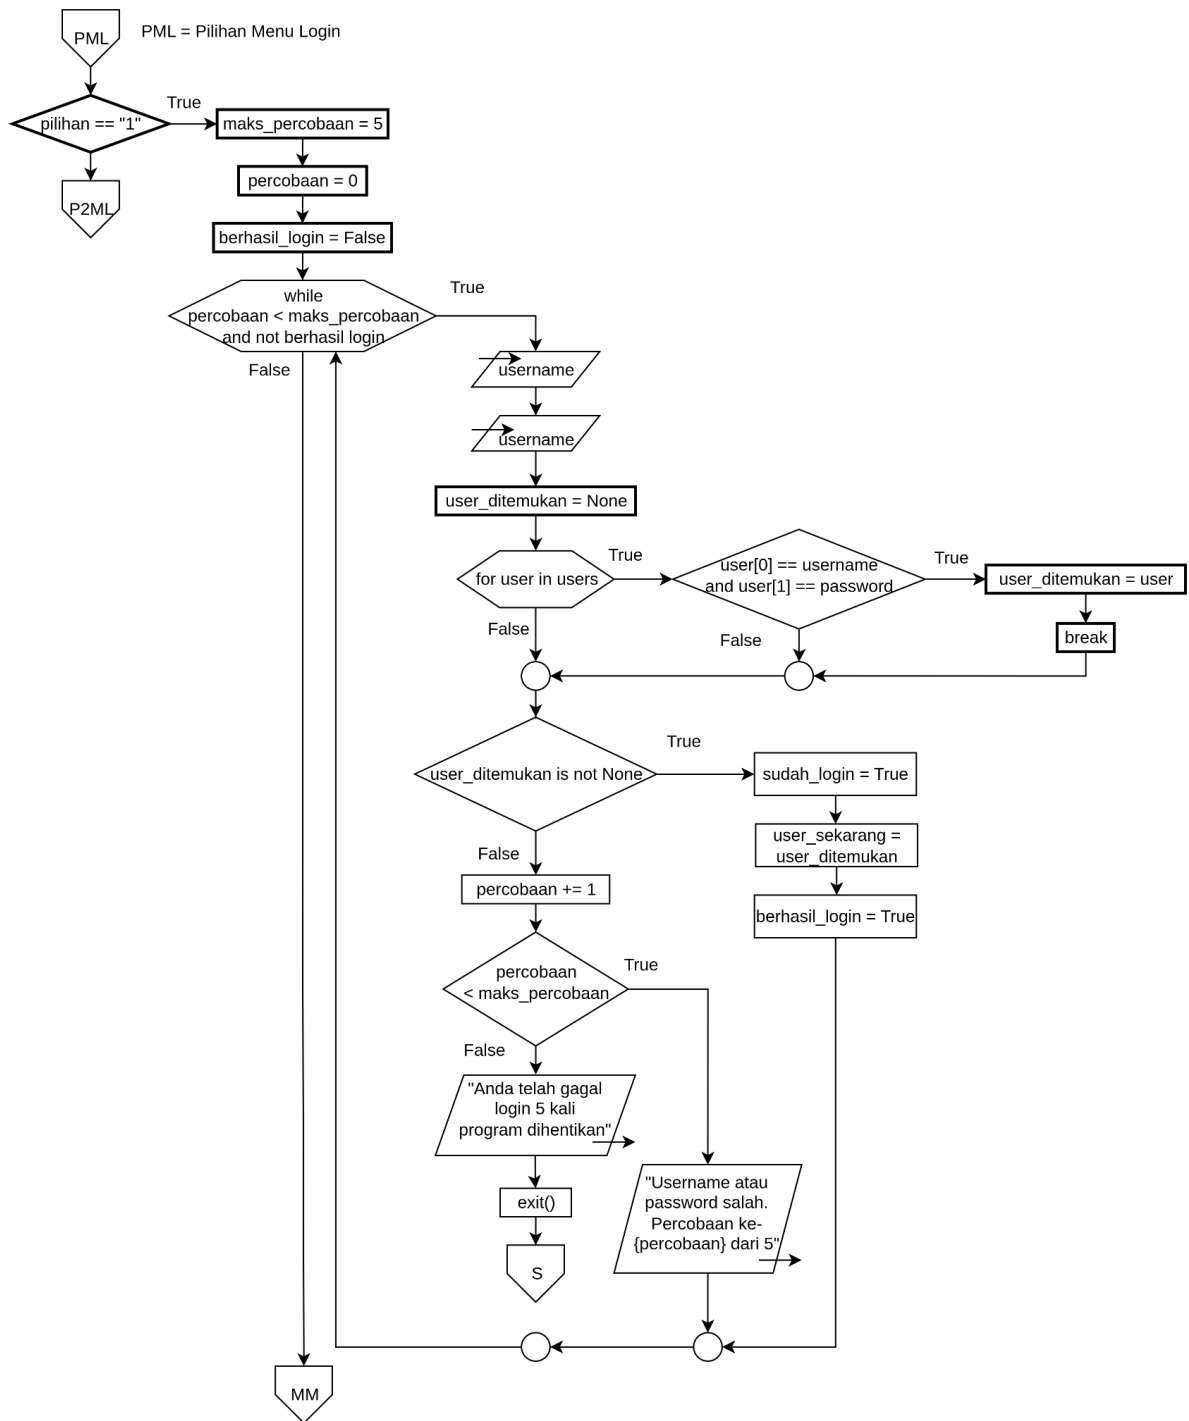 PML
PML = Pilihan Menu Login
True
pilihan == "1"
maks_percobaan = 5
percobaan = 0
P2ML
berhasil_login = False
while
percobaan < maks_percobaan
and not berhasil login
True
False
username
username
user_ditemukan = None
for user in users
True
user[0] == username
and user[1] == password
True
user_ditemukan = user
False
False
break
user_ditemukan is not None
True
sudah_login = True
user_sekarang =
user_ditemukan
False
percobaan += 1
berhasil_login = True
percobaan
< maks_percobaan
True
False
"Anda telah gagal
login 5 kali
program dihentikan"
exit()
"Username atau
password salah.
Percobaan ke-
{percobaan} dari 5"
S
MM